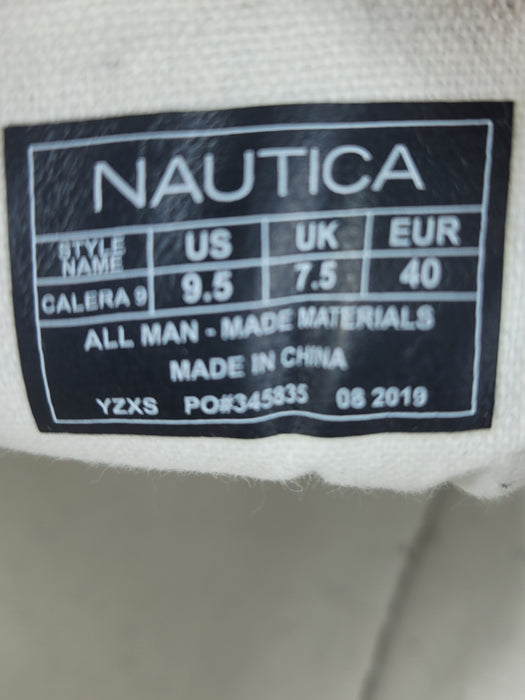 NAUTICA
STYLE NAME US UK EUR
CALERA 9 9.5 7.5 40
ALL MAN - MADE MATERIALS
MADE IN CHINA
YZXS PO#345835 08 2019